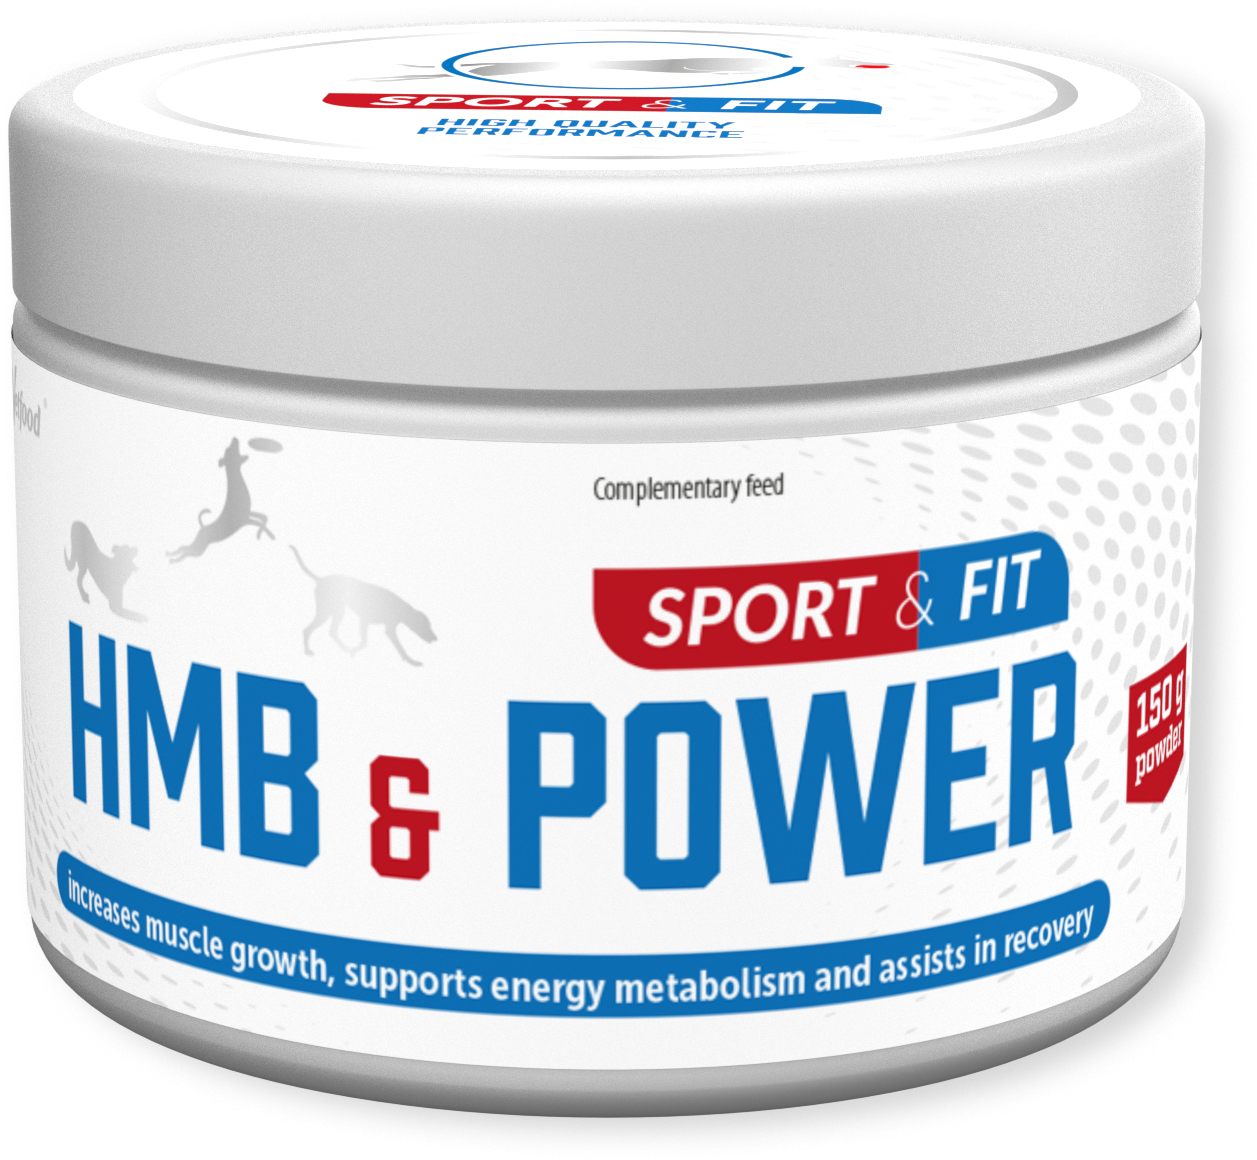 SPORT & FIT
HIGH QUALITY
PERFORMANCE
Complementary feed
SPORT & FIT
HMB & POWER
150 g
powder
increases muscle growth, supports energy metabolism and assists in recovery